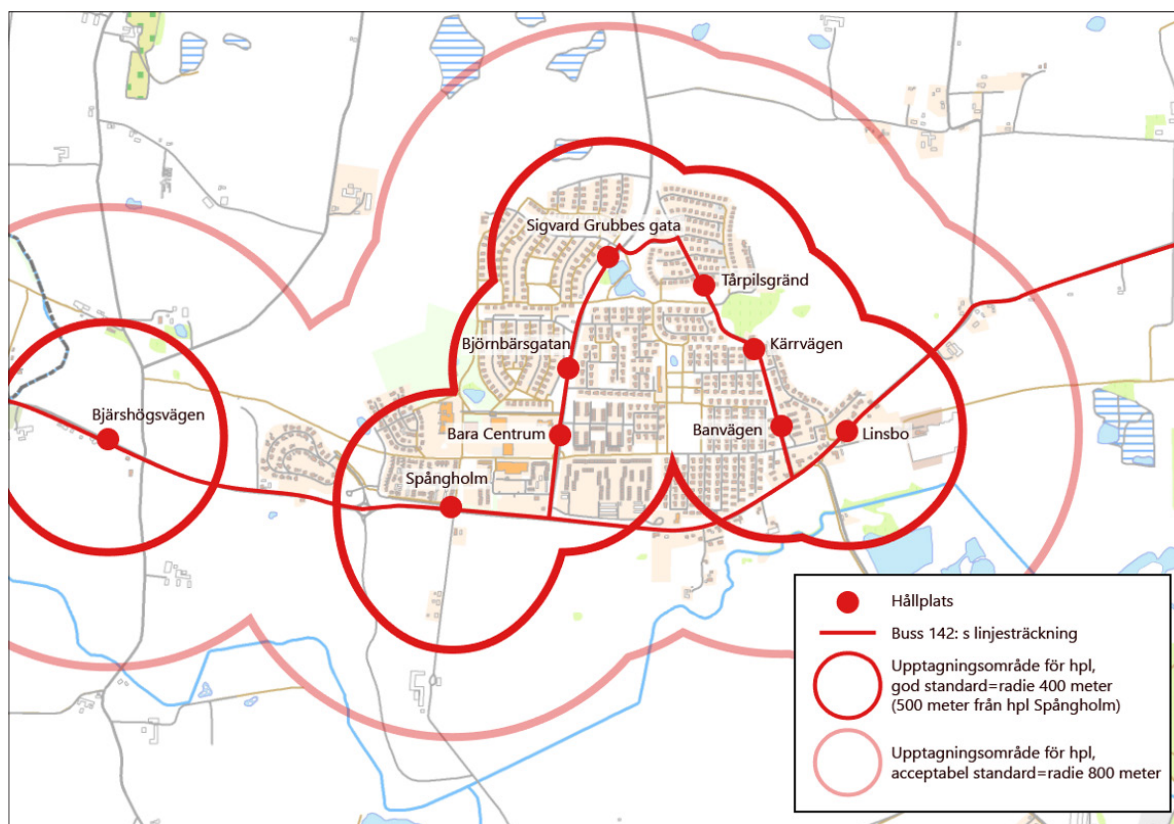 Sigvard Grubbes gata
Tårpilsgränd
Björnbärsgatan
Kärrvägen
Bjärshögsvägen
Bara Centrum
Banvägen
Linsbo
Spångholm
Hållplats
Buss 142: s linjesträckning
Upptagningsområde för hpl,
god standard=radie 400 meter
(500 meter från hpl Spångholm)
Upptagningsområde för hpl,
acceptabel standard=radie 800 meter